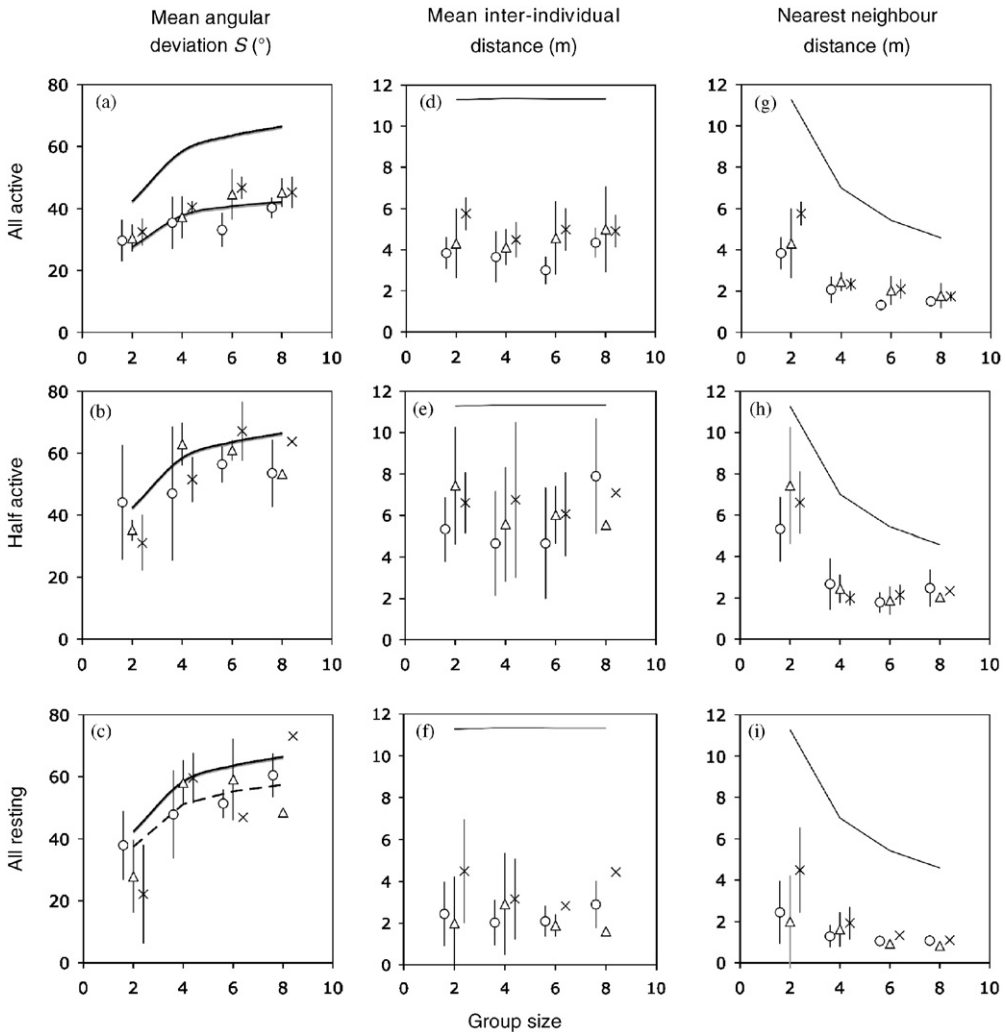 Mean angular
deviation S (°)
Mean inter-individual
distance (m)
Nearest neighbour
distance (m)
All active
(a)
80
60
40
20
0
0 2 4 6 8 10
(d)
12
10
8
6
4
2
0
0 2 4 6 8 10
(g)
12
10
8
6
4
2
0
0 2 4 6 8 10
Half active
(b)
80
60
40
20
0
0 2 4 6 8 10
(e)
12
10
8
6
4
2
0
0 2 4 6 8 10
(h)
12
10
8
6
4
2
0
0 2 4 6 8 10
All resting
(c)
80
60
40
20
0
0 2 4 6 8 10
(f)
12
10
8
6
4
2
0
0 2 4 6 8 10
(i)
12
10
8
6
4
2
0
0 2 4 6 8 10
Group size